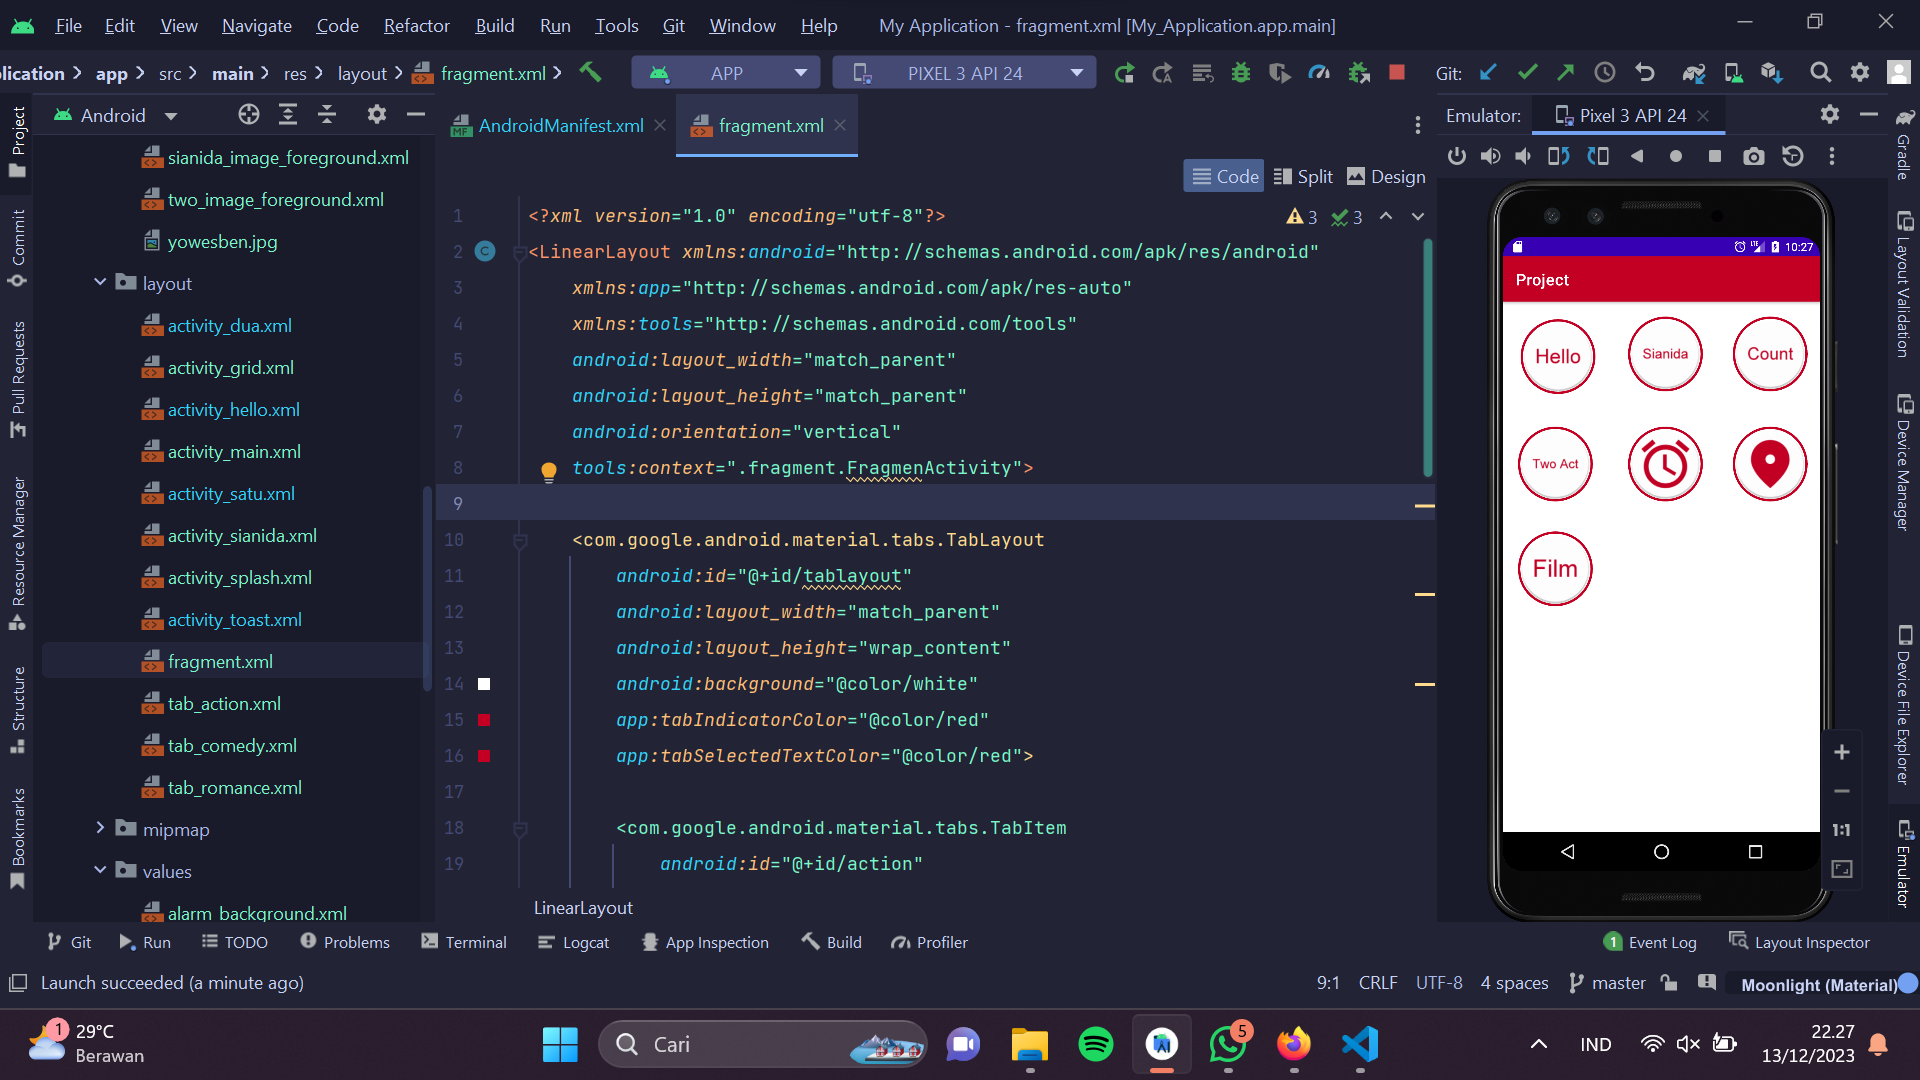 File Edit View Navigate Code Refactor Build Run Tools Git Window Help My Application - fragment.xml [My_Application.app.main]
lication app src main res layout fragment.xml APP PIXEL 3 API 24 Git:
Android
AndroidManifest.xml fragment.xml
Emulator: Pixel 3 API 24
Code Split Design
Project
Commit
Pull Requests
Resource Manager
Structure
Bookmarks
sianida_image_foreground.xml
two_image_foreground.xml
yowesben.jpg
layout
activity_dua.xml
activity_grid.xml
activity_hello.xml
activity_main.xml
activity_satu.xml
activity_sianida.xml
activity_splash.xml
activity_toast.xml
fragment.xml
tab_action.xml
tab_comedy.xml
tab_romance.xml
mipmap
values
alarm_background.xml
3 3
1 <?xml version="1.0" encoding="utf-8"?>
2 C <LinearLayout xmlns:android="http://schemas.android.com/apk/res/android"
3 xmlns:app="http://schemas.android.com/apk/res-auto"
4 xmlns:tools="http://schemas.android.com/tools"
5 android:layout_width="match_parent"
6 android:layout_height="match_parent"
7 android:orientation="vertical"
8 tools:context=".fragment.FragmenActivity">
9
10 <com.google.android.material.tabs.TabLayout
11 android:id="@+id/tablayout"
12 android:layout_width="match_parent"
13 android:layout_height="wrap_content"
14 android:background="@color/white"
15 app:tabIndicatorColor="@color/red"
16 app:tabSelectedTextColor="@color/red">
17
18 <com.google.android.material.tabs.TabItem
19 android:id="@+id/action"
LinearLayout
LTE 10:27
Project
Hello Sianida Count
Two Act
Film
1:1
Gradle
Layout Validation
Device Manager
Device File Explorer
Emulator
Git Run TODO Problems Terminal Logcat App Inspection Build Profiler 1 Event Log Layout Inspector
Launch succeeded (a minute ago) 9:1 CRLF UTF-8 4 spaces master Moonlight (Material)
1 29°C
Berawan
Cari
5
IND
22.27
13/12/2023